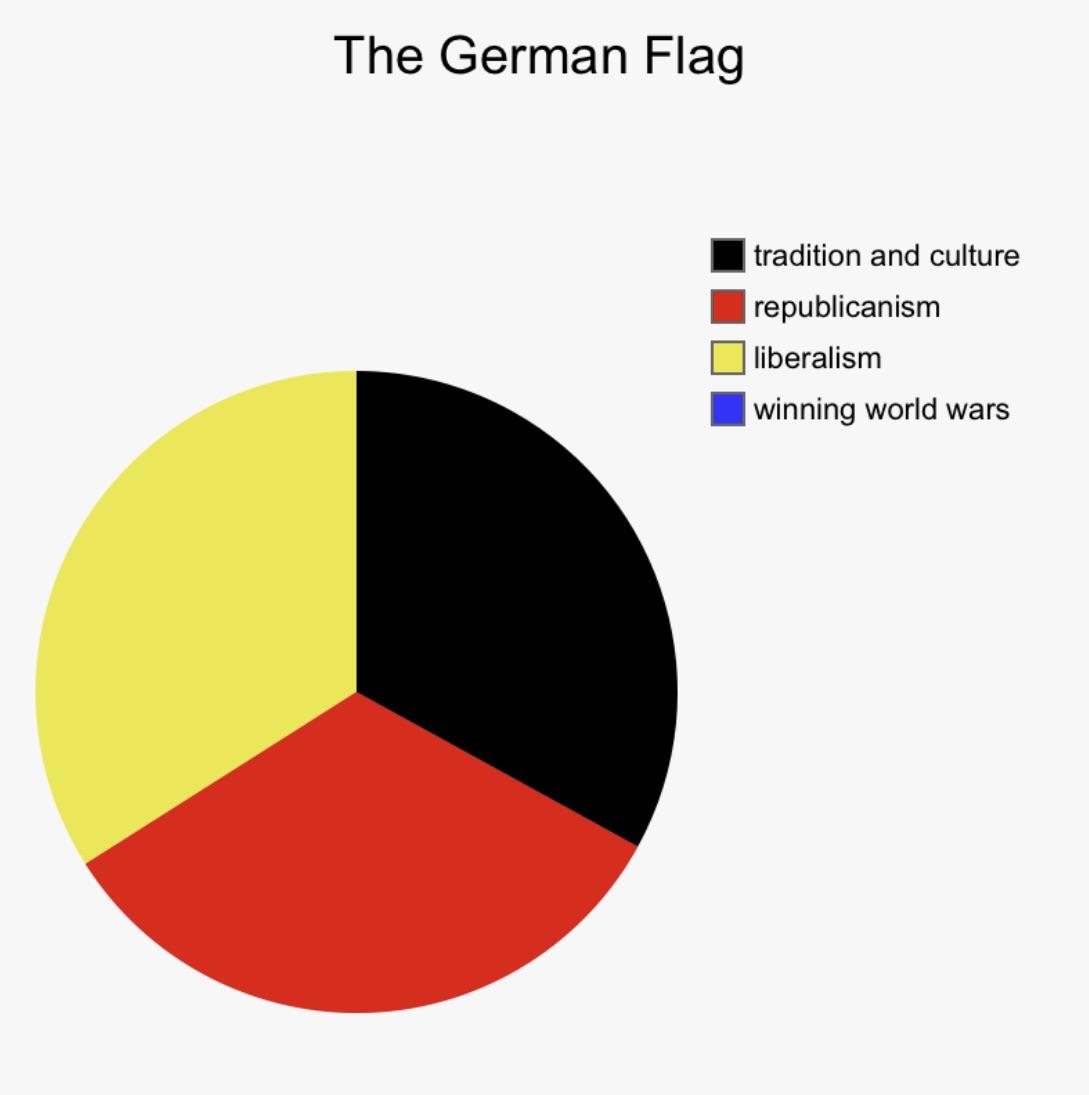 The German Flag
tradition and culture
republicanism
liberalism
winning world wars